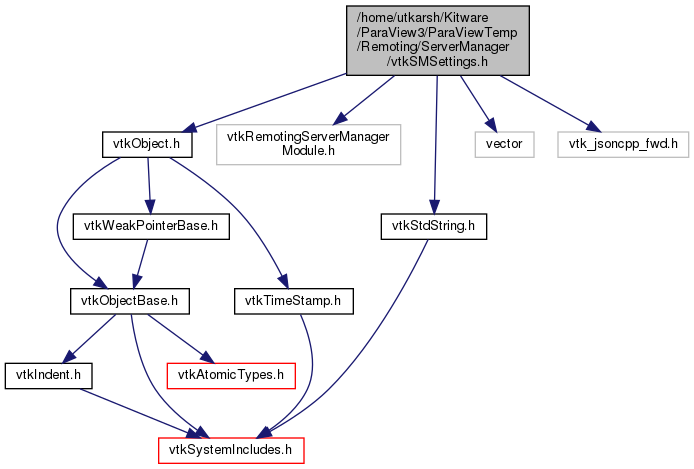 /home/utkarsh/Kitware
/ParaView3/ParaViewTemp
/Remoting/ServerManager
/vtkSMSettings.h
vtkObject.h
vtkRemotingServerManager
Module.h
vector
vtk_jsoncpp_fwd.h
vtkWeakPointerBase.h
vtkStdString.h
vtkObjectBase.h
vtkTimeStamp.h
vtkIndent.h
vtkAtomicTypes.h
vtkSystemIncludes.h